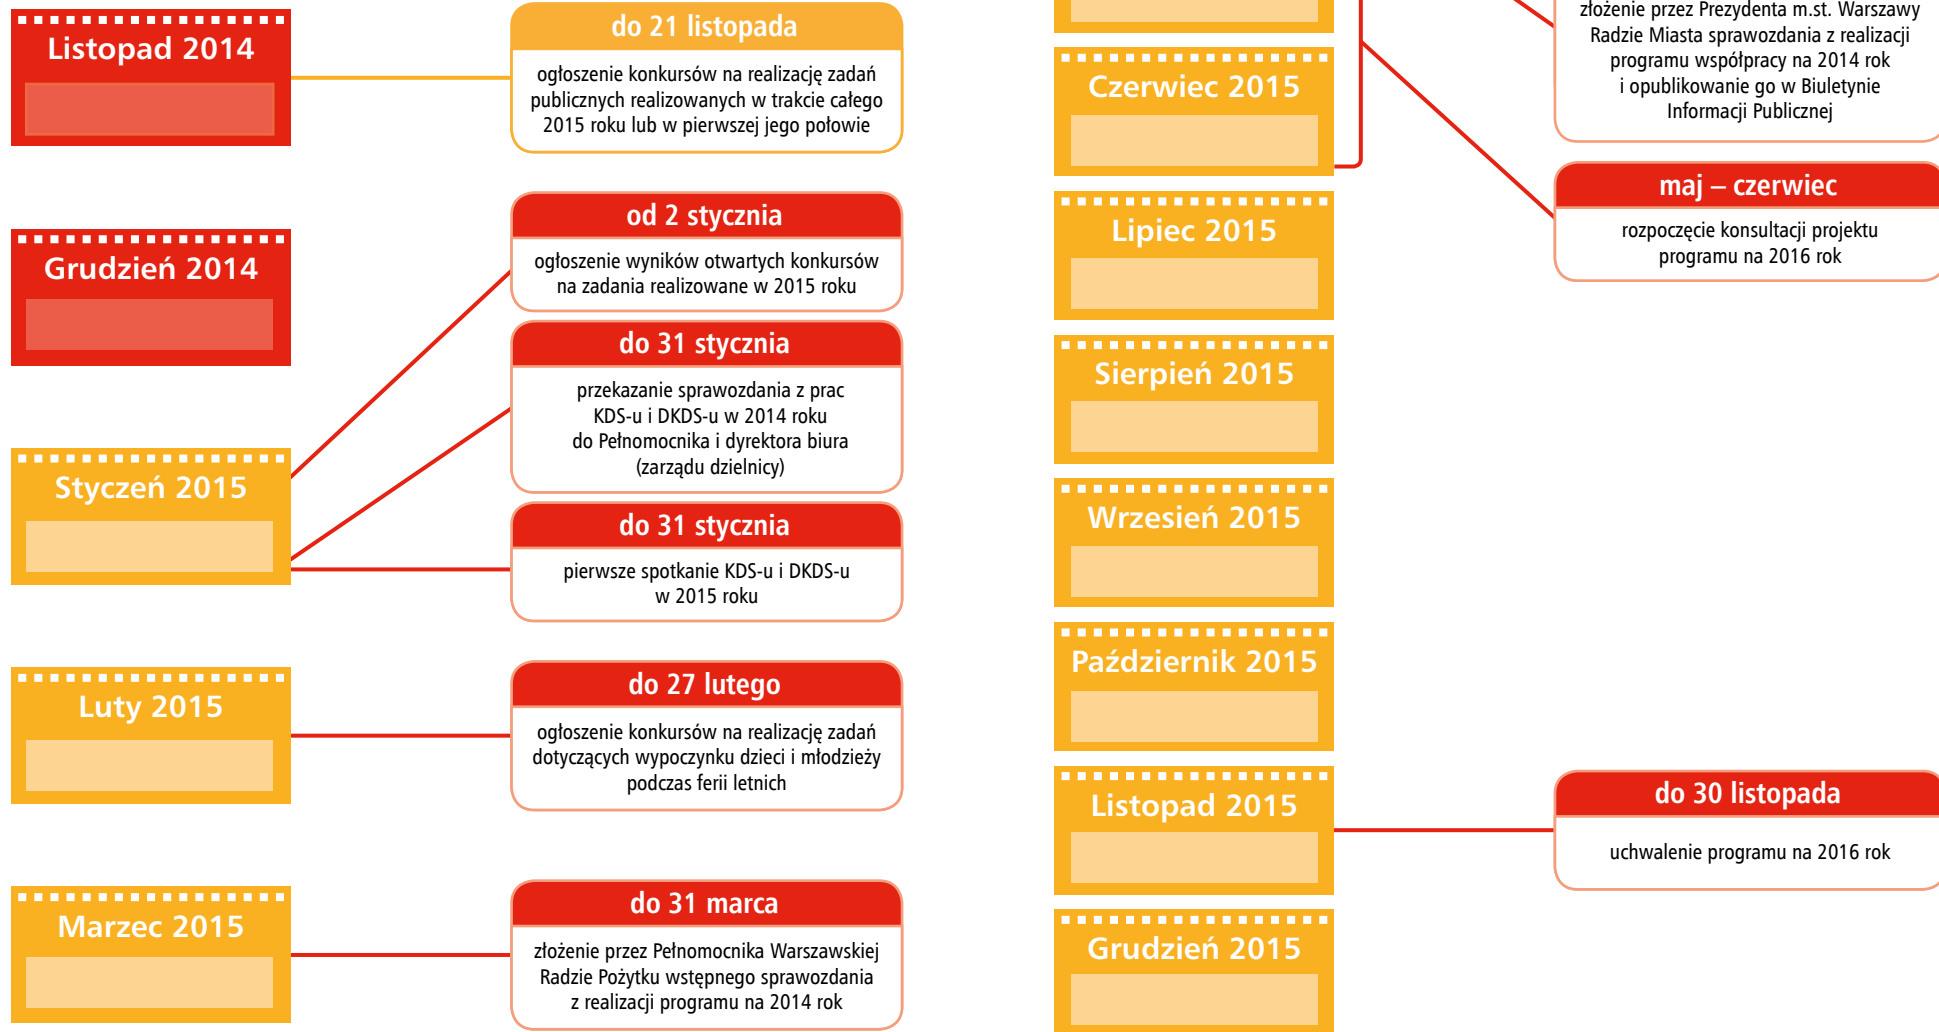 Listopad 2014
do 21 listopada
ogłoszenie konkursów na realizację zadań
publicznych realizowanych w trakcie całego
2015 roku lub w pierwszej jego połowie
Grudzień 2014
Styczeń 2015
od 2 stycznia
ogłoszenie wyników otwartych konkursów
na zadania realizowane w 2015 roku
do 31 stycznia
przekazanie sprawozdania z prac
KDS-u i DKDS-u w 2014 roku
do Pełnomocnika i dyrektora biura
(zarządu dzielnicy)
do 31 stycznia
pierwsze spotkanie KDS-u i DKDS-u
w 2015 roku
Luty 2015
do 27 lutego
ogłoszenie konkursów na realizację zadań
dotyczących wypoczynku dzieci i młodzieży
podczas ferii letnich
Marzec 2015
do 31 marca
złożenie przez Pełnomocnika Warszawskiej
Radzie Pożytku wstępnego sprawozdania
z realizacji programu na 2014 rok
złożenie przez Prezydenta m.st. Warszawy
Radzie Miasta sprawozdania z realizacji
programu współpracy na 2014 rok
i opublikowanie go w Biuletynie
Informacji Publicznej
Czerwiec 2015
maj – czerwiec
rozpoczęcie konsultacji projektu
programu na 2016 rok
Lipiec 2015
Sierpień 2015
Wrzesień 2015
Październik 2015
Listopad 2015
do 30 listopada
uchwalenie programu na 2016 rok
Grudzień 2015